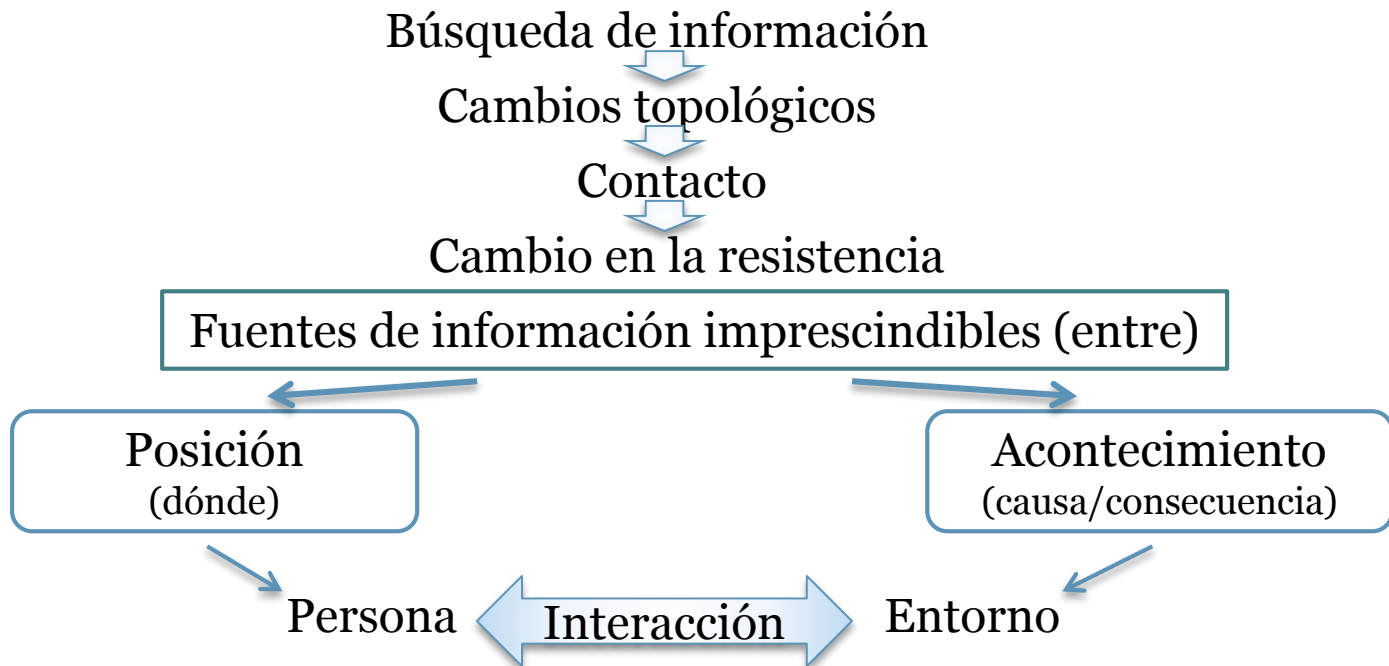 Búsqueda de información
Cambios topológicos
Contacto
Cambio en la resistencia
Fuentes de información imprescindibles (entre)
Posición
(dónde)
Acontecimiento
(causa/consecuencia)
Persona
Interacción
Entorno